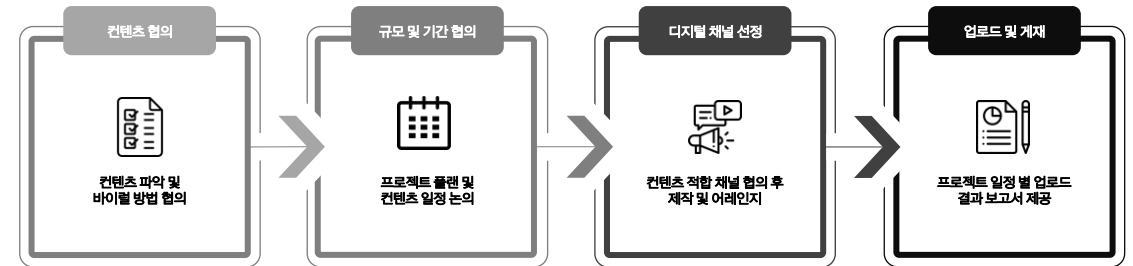 컨텐츠 협의
컨텐츠 파악 및
바이럴 방법 협의
규모 및 기간 협의
프로젝트 플랜 및
컨텐츠 일정 논의
디지털 채널 선정
컨텐츠 적합 채널 협의 후
제작 및 어레인지
업로드 및 게재
프로젝트 일정 별 업로드
결과 보고서 제공